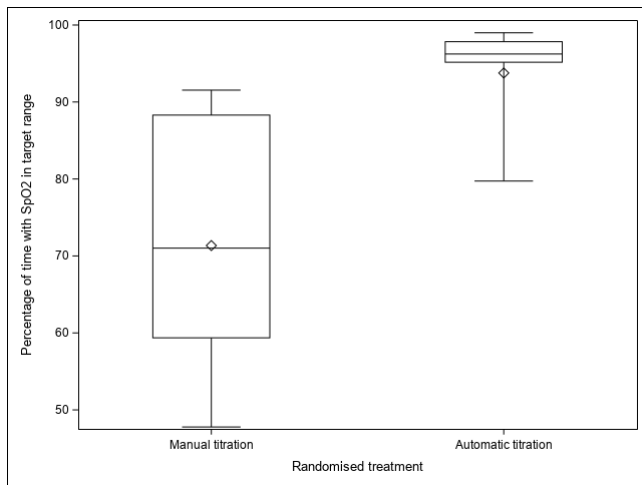 Percentage of time with SpO2 in target range
100
90
80
70
60
50
Manual titration
Automatic titration
Randomised treatment